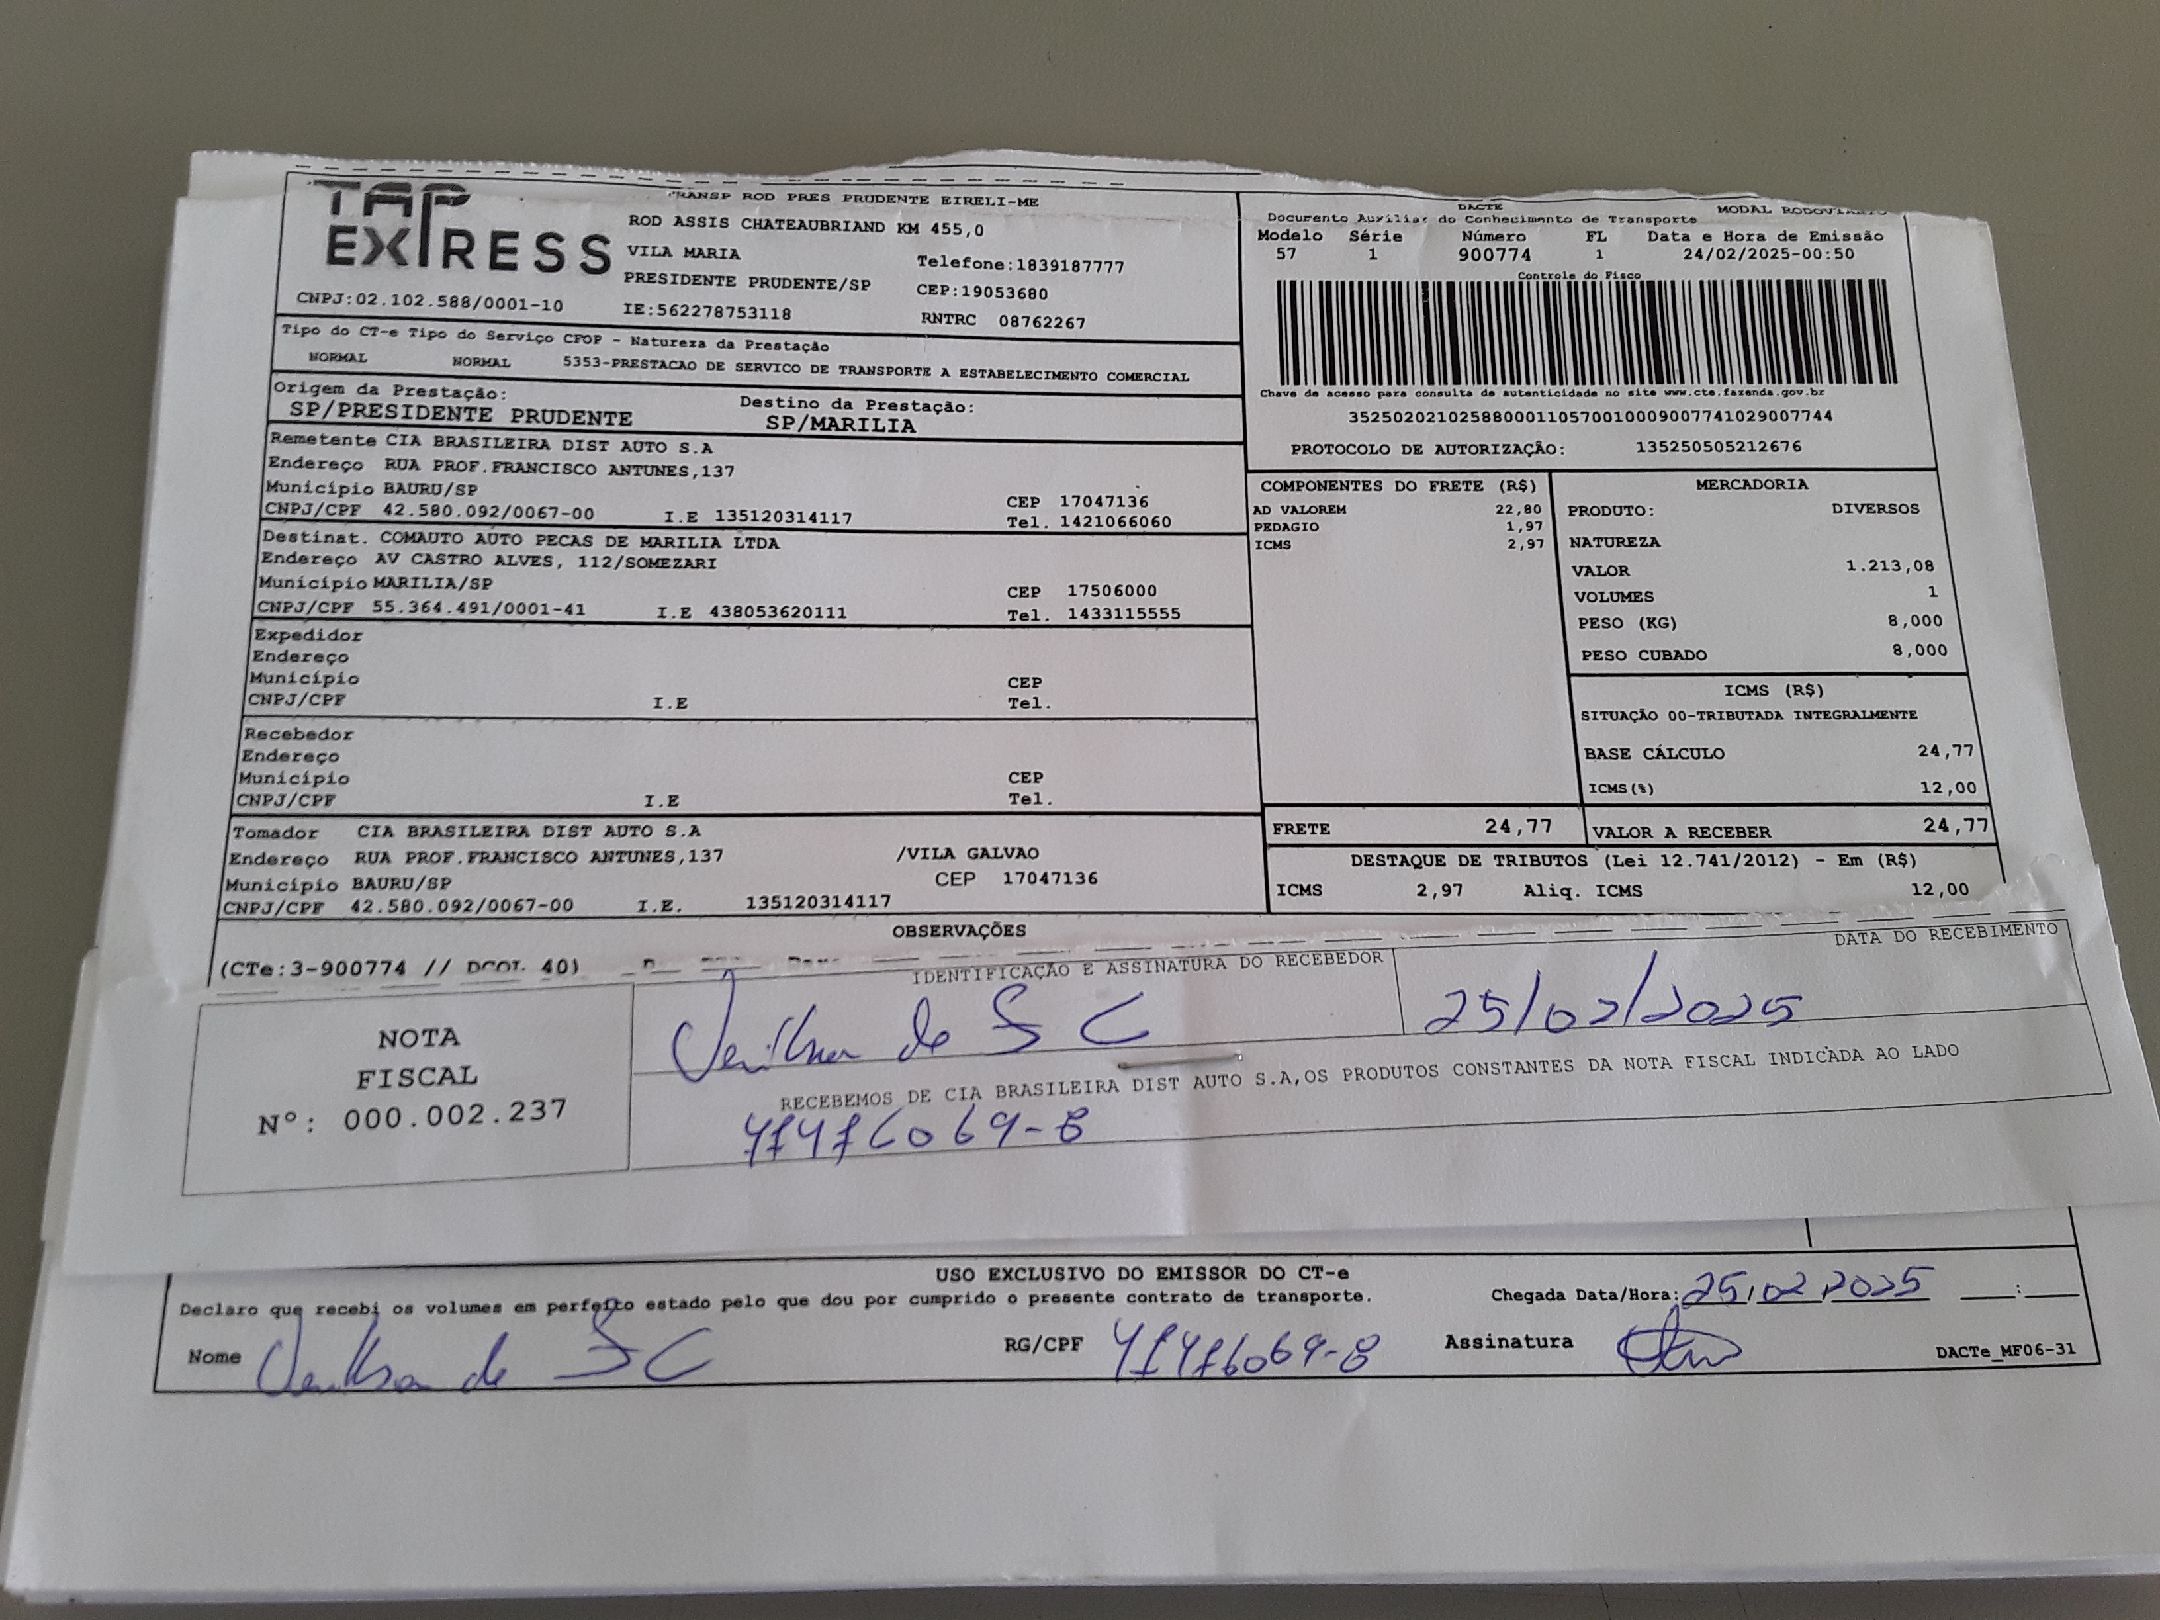 TAP EXPRESS
TRANSP ROD PRES PRUDENTE EIRELI-ME
ROD ASSIS CHATEAUBRIAND KM 455,0
VILA MARIA Telefone:1839187777
PRESIDENTE PRUDENTE/SP CEP:19053680
CNPJ:02.102.588/0001-10 IE:562278753118 RNTRC 08762267
DACTE MODAL RODOVIARIO
Documento Auxiliar do Conhecimento de Transporte
Modelo Série Número FL Data e Hora de Emissão
57 1 900774 1 24/02/2025-00:50
Controle do Fisco
Chave de acesso para consulta de autenticidade no site www.cte.fazenda.gov.br
35250202102588000110570010009007741029007744
PROTOCOLO DE AUTORIZAÇÃO: 135250505212676
Tipo do CT-e Tipo do Serviço CFOP - Natureza da Prestação
NORMAL NORMAL 5353-PRESTACAO DE SERVICO DE TRANSPORTE A ESTABELECIMENTO COMERCIAL
Origem da Prestação: Destino da Prestação:
SP/PRESIDENTE PRUDENTE SP/MARILIA
Remetente CIA BRASILEIRA DIST AUTO S.A
Endereço RUA PROF.FRANCISCO ANTUNES,137
Município BAURU/SP CEP 17047136
CNPJ/CPF 42.580.092/0067-00 I.E 135120314117 Tel. 1421066060
Destinat. COMAUTO AUTO PECAS DE MARILIA LTDA
Endereço AV CASTRO ALVES, 112/SOMEZARI
Município MARILIA/SP CEP 17506000
CNPJ/CPF 55.364.491/0001-41 I.E 438053620111 Tel. 1433115555
Expedidor
Endereço
Município CEP
CNPJ/CPF I.E Tel.
Recebedor
Endereço
Município CEP
CNPJ/CPF I.E Tel.
Tomador CIA BRASILEIRA DIST AUTO S.A
Endereço RUA PROF.FRANCISCO ANTUNES,137 /VILA GALVAO
Município BAURU/SP CEP 17047136
CNPJ/CPF 42.580.092/0067-00 I.E. 135120314117
COMPONENTES DO FRETE (R$)
AD VALOREM 22,80
PEDAGIO 1,97
ICMS 2,97
MERCADORIA
PRODUTO: DIVERSOS
NATUREZA
VALOR 1.213,08
VOLUMES 1
PESO (KG) 8,000
PESO CUBADO 8,000
ICMS (R$)
SITUAÇÃO 00-TRIBUTADA INTEGRALMENTE
BASE CÁLCULO 24,77
ICMS(%) 12,00
FRETE 24,77 VALOR A RECEBER 24,77
DESTAQUE DE TRIBUTOS (Lei 12.741/2012) - Em (R$)
ICMS 2,97 Aliq. ICMS 12,00
OBSERVAÇÕES
(CTe:3-900774 // DCOL 40)
IDENTIFICAÇÃO E ASSINATURA DO RECEBEDOR DATA DO RECEBIMENTO
de S C 25/02/2025
NOTA
FISCAL
Nº: 000.002.237
RECEBEMOS DE CIA BRASILEIRA DIST AUTO S.A,OS PRODUTOS CONSTANTES DA NOTA FISCAL INDICADA AO LADO
USO EXCLUSIVO DO EMISSOR DO CT-e
Declaro que recebi os volumes em perfeito estado pelo que dou por cumprido o presente contrato de transporte. Chegada Data/Hora: 25/02/2025 :
Nome de S C RG/CPF Assinatura DACTe_MF06-31